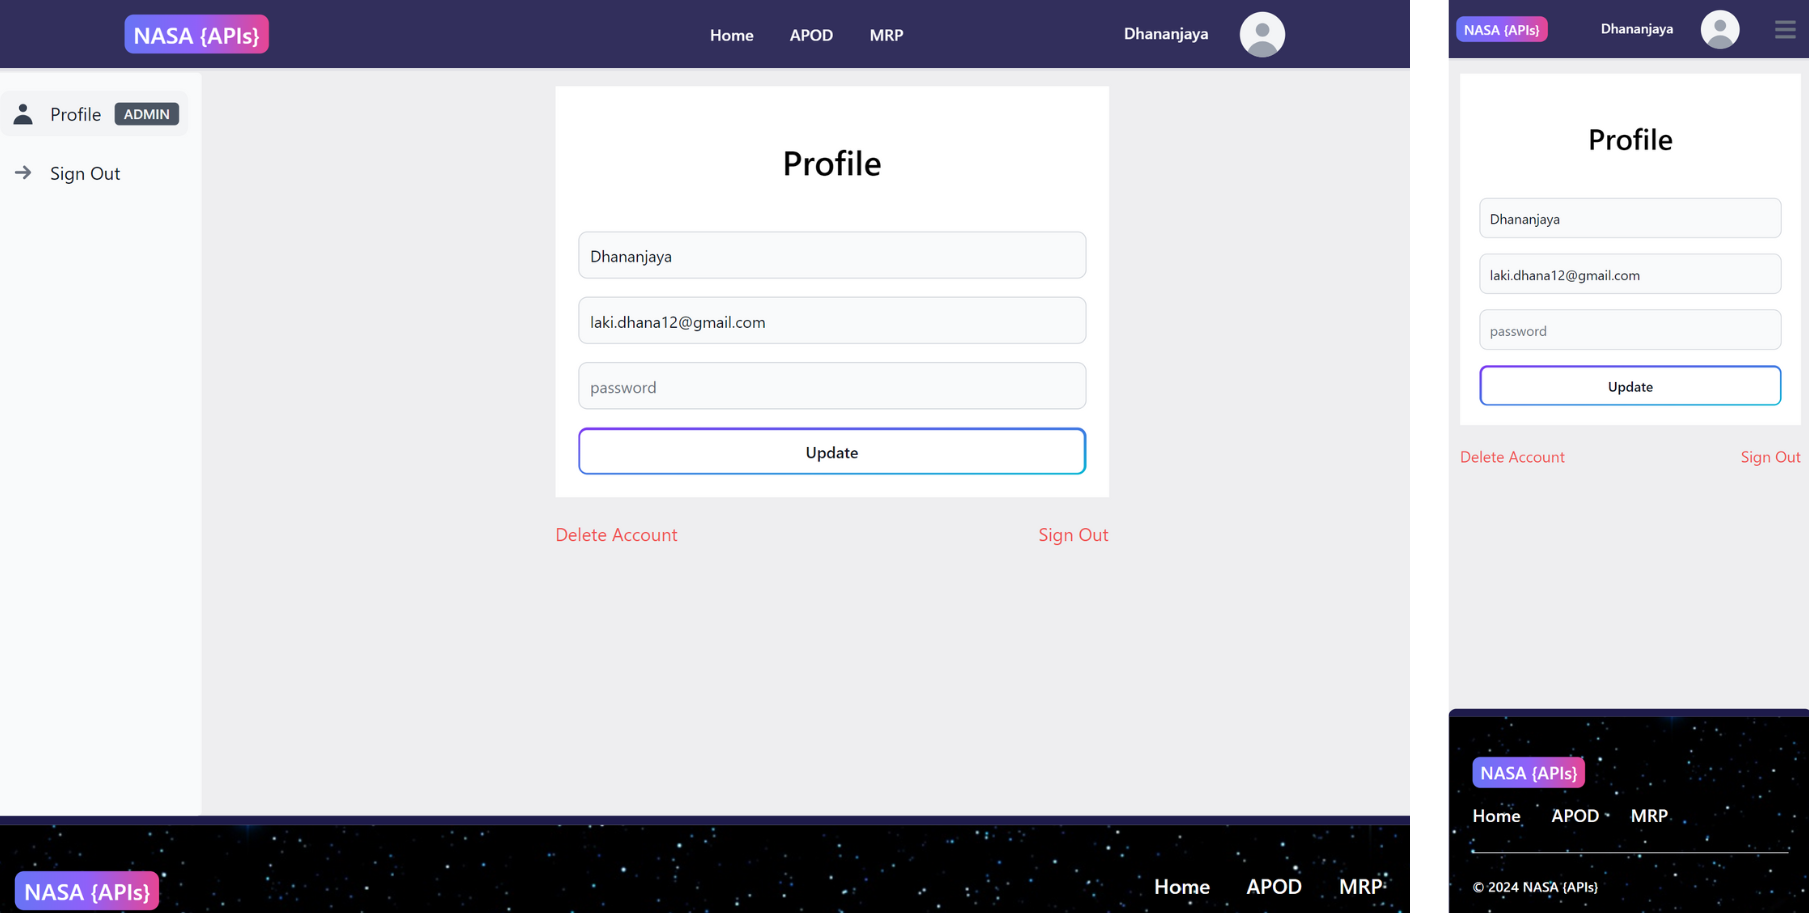 NASA {APIs}
Home APOD MRP
Dhananjaya
Profile ADMIN
Sign Out
Profile
Dhananjaya
laki.dhana12@gmail.com
password
Update
Delete Account Sign Out
NASA {APIs}
Home APOD MRP
NASA {APIs}
Dhananjaya
Profile
Dhananjaya
laki.dhana12@gmail.com
password
Update
Delete Account Sign Out
NASA {APIs}
Home APOD MRP
© 2024 NASA {APIs}